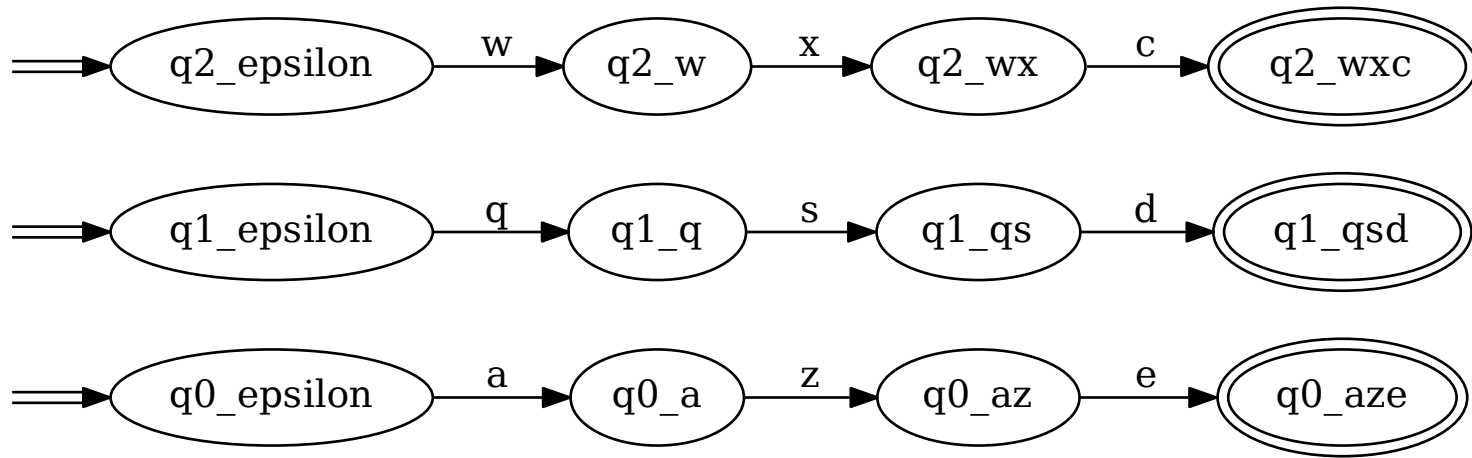 q2_epsilon w q2_w x q2_wx c q2_wxc
q1_epsilon q q1_q s q1_qs d q1_qsd
q0_epsilon a q0_a z q0_az e q0_aze